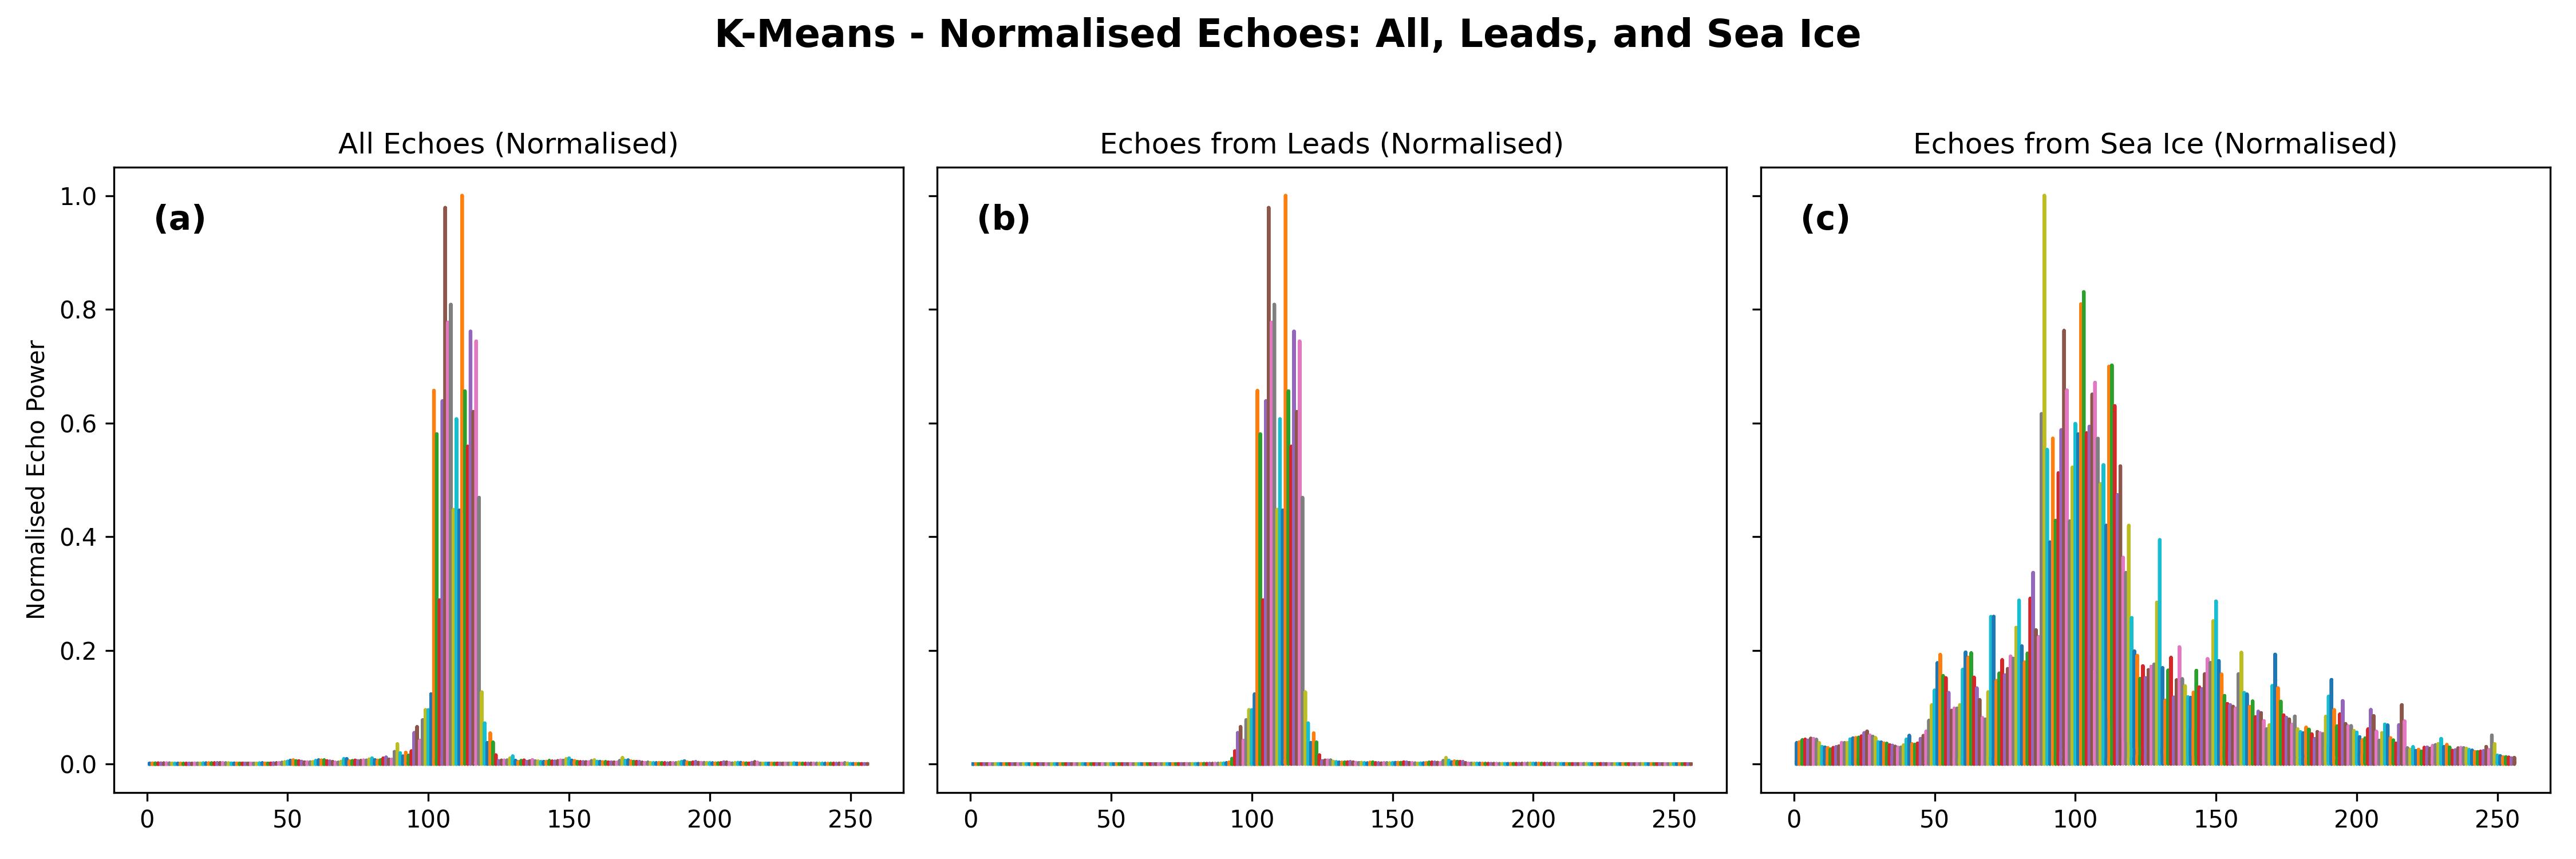 K-Means - Normalised Echoes: All, Leads, and Sea Ice
All Echoes (Normalised)
Echoes from Leads (Normalised)
Echoes from Sea Ice (Normalised)
(a)
(b)
(c)
Normalised Echo Power
1.0
0.8
0.6
0.4
0.2
0.0
0 50 100 150 200 250
0 50 100 150 200 250
0 50 100 150 200 250